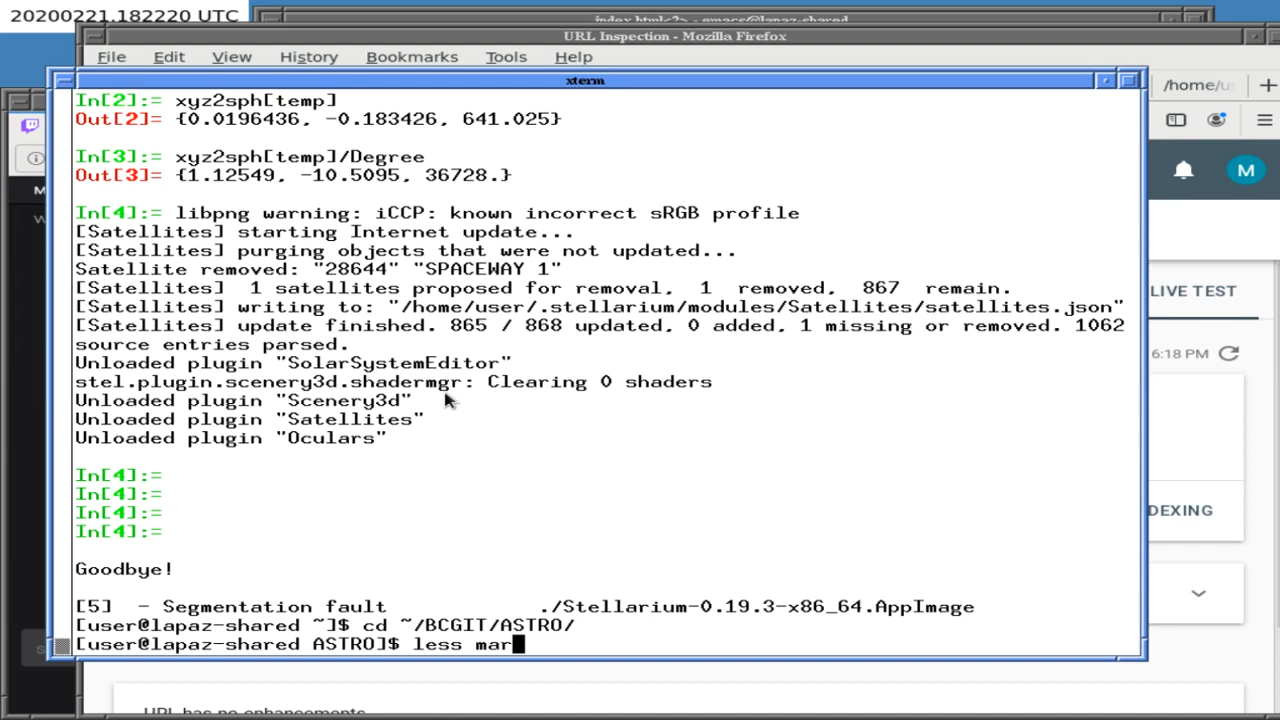 20200221.182220 UTC
index.html<2> - emacs@lapaz-shared
URL Inspection - Mozilla Firefox
File Edit View History Bookmarks Tools Help
xterm
/home/us
In[2]:= xyz2sph[temp]
Out[2]= {0.0196436, -0.183426, 641.025}
In[3]:= xyz2sph[temp]/Degree
Out[3]= {1.12549, -10.5095, 36728.}
In[4]:= libpng warning: iCCP: known incorrect sRGB profile
[Satellites] starting Internet update...
[Satellites] purging objects that were not updated...
Satellite removed: "28644" "SPACEWAY 1"
[Satellites]  1 satellites proposed for removal, 1  removed, 867  remain.
[Satellites] writing to: "/home/user/.stellarium/modules/Satellites/satellites.json"
[Satellites] update finished. 865 / 868 updated, 0 added, 1 missing or removed. 1062
source entries parsed.
Unloaded plugin "SolarSystemEditor"
stel.plugin.scenery3d.shadermgr: Clearing 0 shaders
Unloaded plugin "Scenery3d"
Unloaded plugin "Satellites"
Unloaded plugin "Oculars"
In[4]:=
In[4]:=
In[4]:=
In[4]:=
Goodbye!
[5]  - Segmentation fault            ./Stellarium-0.19.3-x86_64.AppImage
[user@lapaz-shared ~]$ cd ~/BCGIT/ASTRO/
[user@lapaz-shared ASTRO]$ less mar
M
LIVE TEST
6:18 PM
DEXING
M
W
s
URL has no enhancements